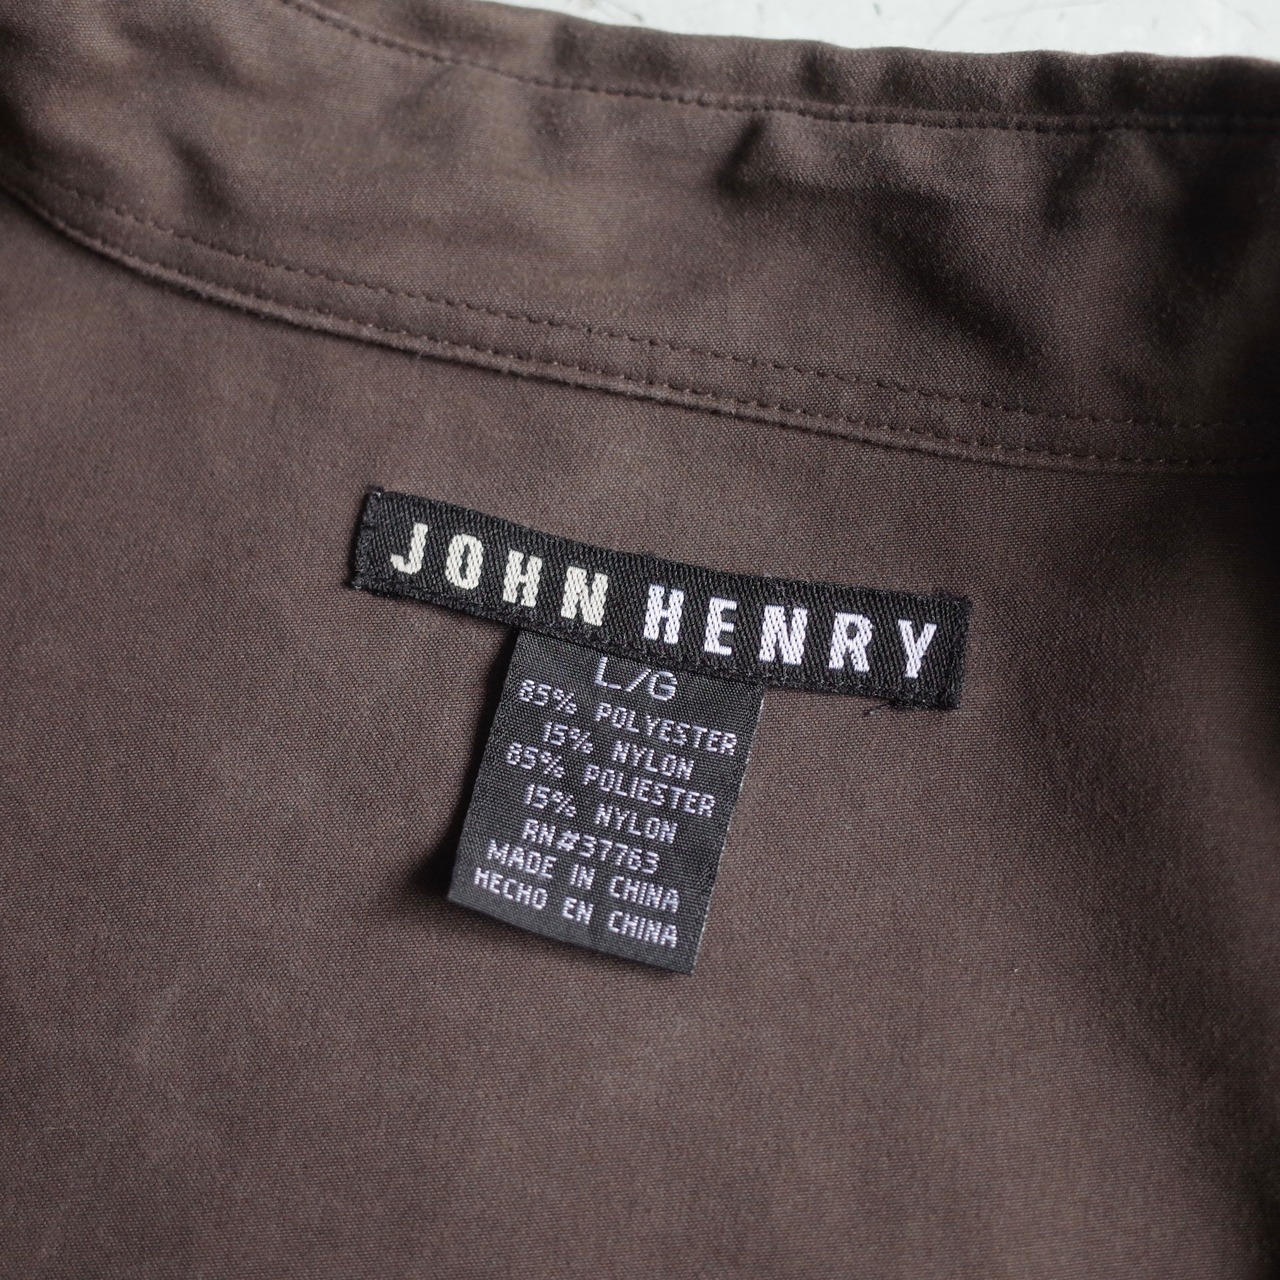 JOHN HENRY
L/G
85% POLYESTER
15% NYLON
85% POLIESTER
15% NYLON
RN#37763
MADE IN CHINA
HECHO EN CHINA